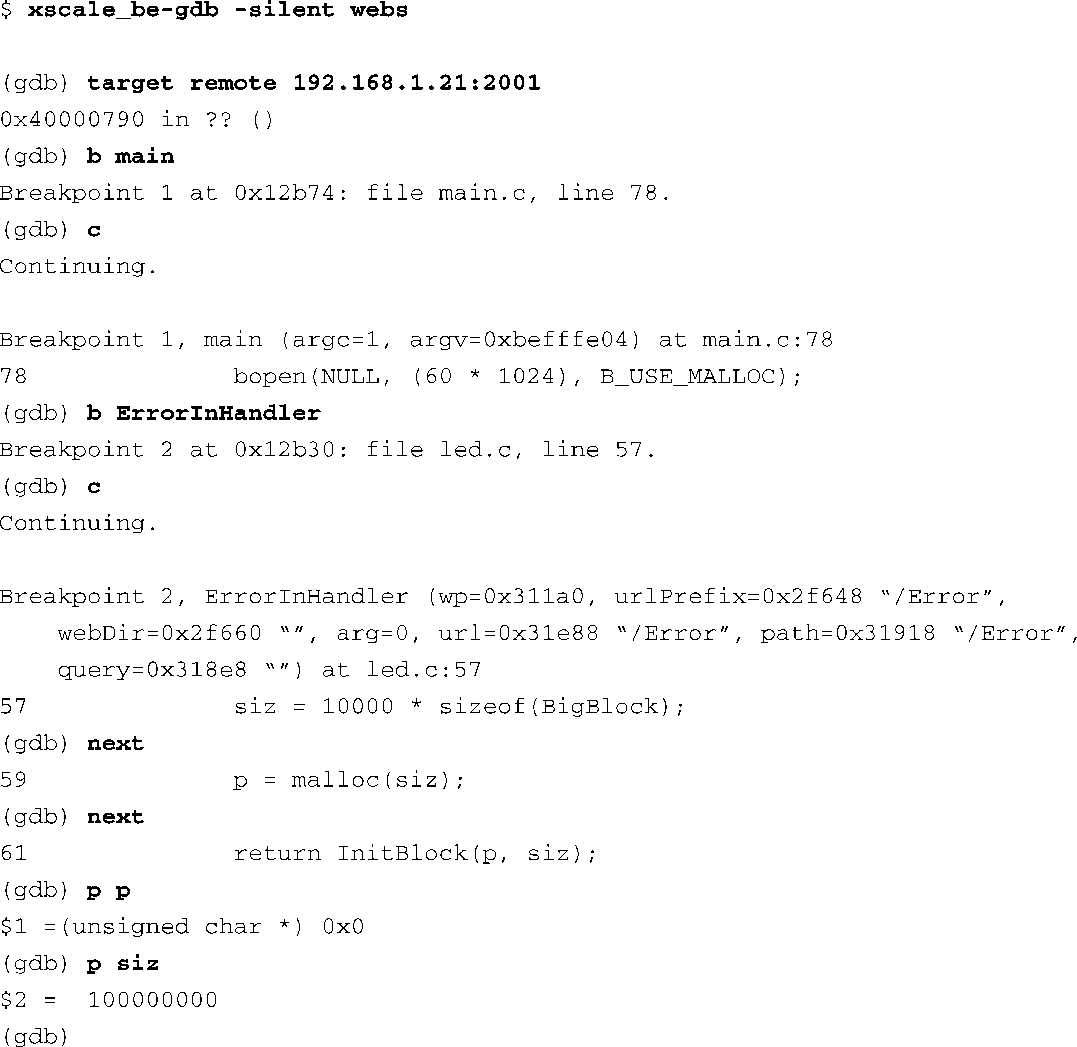 $ xscale_be-gdb -silent webs
(gdb) target remote 192.168.1.21:2001
0x40000790 in ?? ()
(gdb) b main
Breakpoint 1 at 0x12b74: file main.c, line 78.
(gdb) c
Continuing.
Breakpoint 1, main (argc=1, argv=0xbefffe04) at main.c:78
78              bopen(NULL, (60 * 1024), B_USE_MALLOC);
(gdb) b ErrorInHandler
Breakpoint 2 at 0x12b30: file led.c, line 57.
(gdb) c
Continuing.
Breakpoint 2, ErrorInHandler (wp=0x311a0, urlPrefix=0x2f648 “/Error”,
    webDir=0x2f660 “”, arg=0, url=0x31e88 “/Error”, path=0x31918 “/Error”,
    query=0x318e8 “”) at led.c:57
57              siz = 10000 * sizeof(BigBlock);
(gdb) next
59              p = malloc(siz);
(gdb) next
61              return InitBlock(p, siz);
(gdb) p p
$1 =(unsigned char *) 0x0
(gdb) p siz
$2 =  100000000
(gdb)